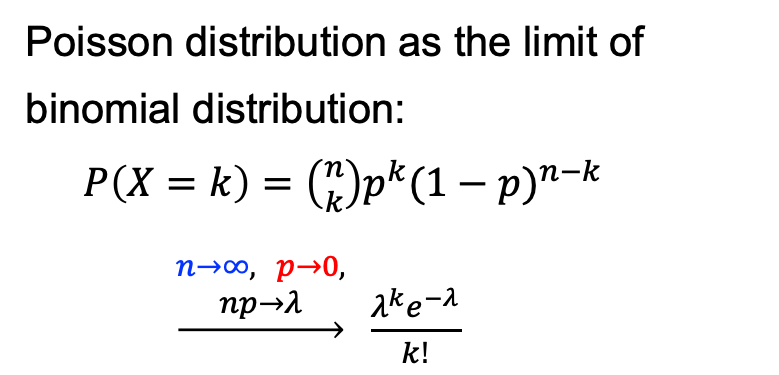 Poisson distribution as the limit of
binomial distribution:
P(X = k) = (n k) p^k (1 − p)^{n−k}
n→∞, p→0,
np→λ
λ^k e^{−λ}
k!